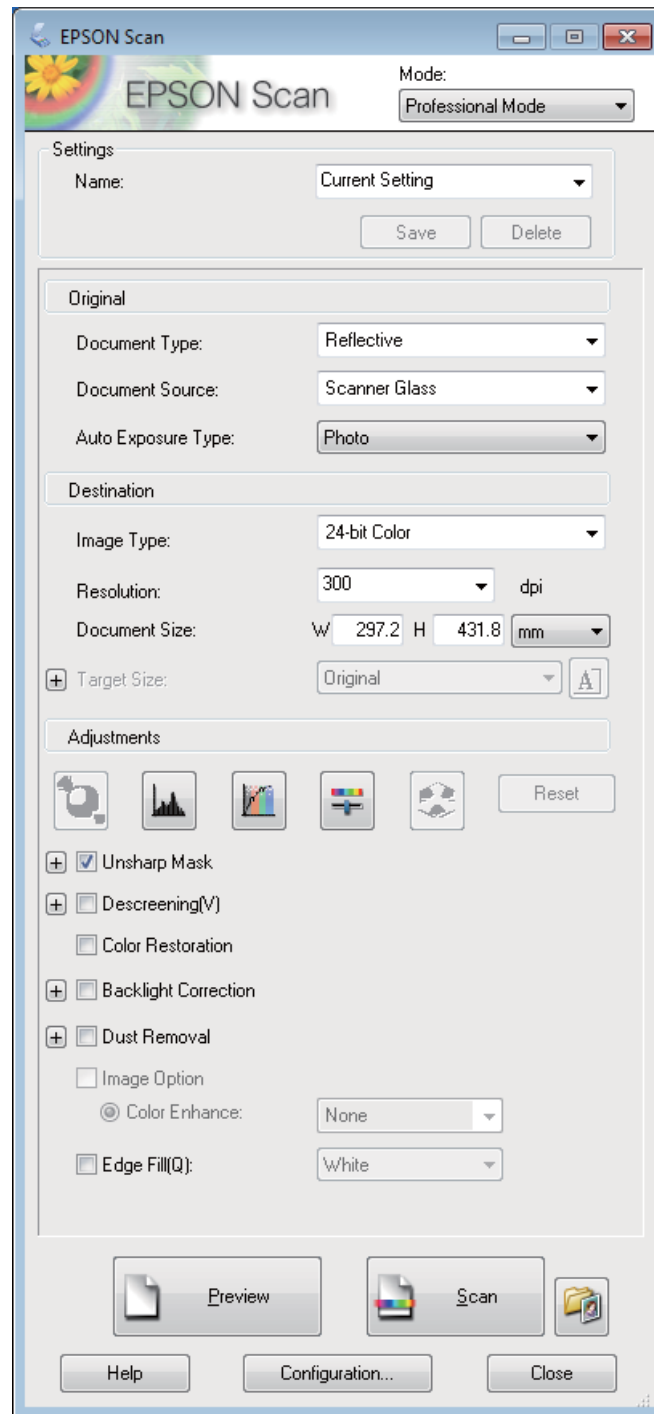 EPSON Scan
EPSON Scan
Mode:
Professional Mode
Settings
Name: Current Setting
Save Delete
Original
Document Type: Reflective
Document Source: Scanner Glass
Auto Exposure Type: Photo
Destination
Image Type: 24-bit Color
Resolution: 300 dpi
Document Size: W 297.2 H 431.8 mm
Target Size: Original A
Adjustments
Reset
Unsharp Mask
Descreening(V)
Color Restoration
Backlight Correction
Dust Removal
Image Option
Color Enhance: None
Edge Fill(Q): White
Preview Scan
Help Configuration... Close